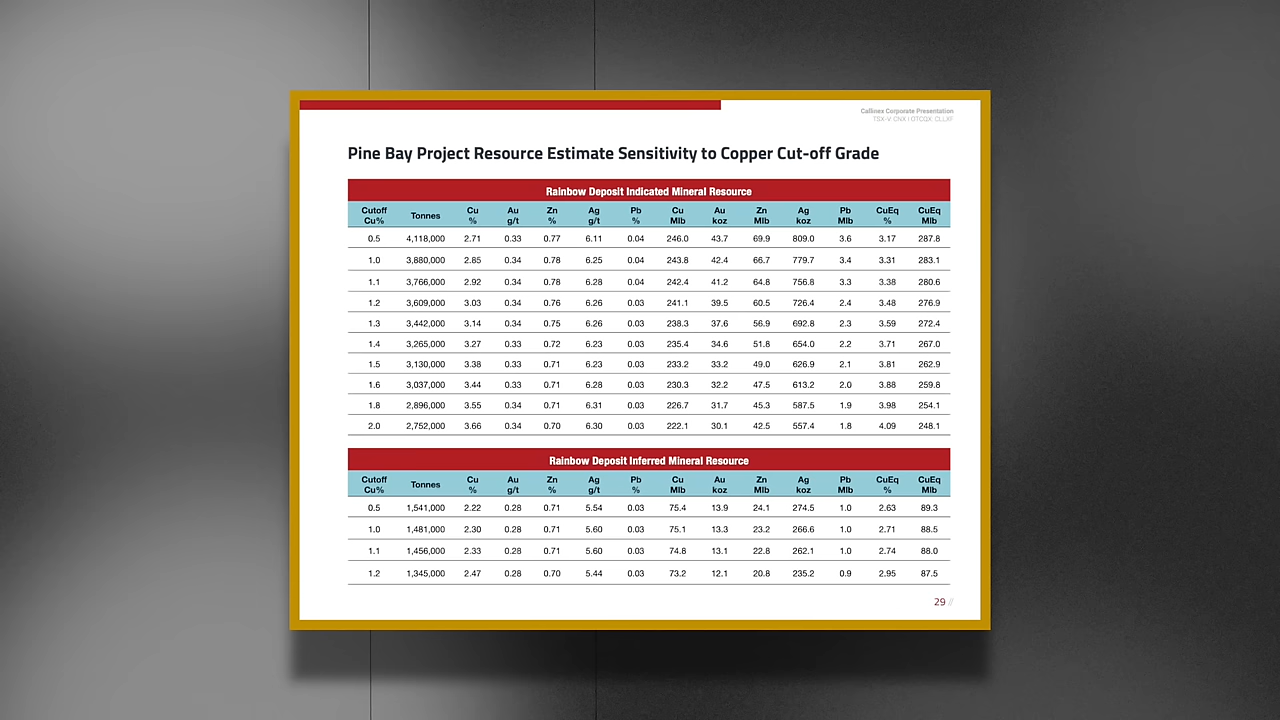 Callinex Corporate Presentation
TSX-V: CNX | OTCQX: CLLXF
Pine Bay Project Resource Estimate Sensitivity to Copper Cut-off Grade
Rainbow Deposit Indicated Mineral Resource
Cutoff Cu% Tonnes Cu % Au g/t Zn % Ag g/t Pb % Cu Mlb Au koz Zn Mlb Ag koz Pb Mlb CuEq % CuEq Mlb
0.5 4,118,000 2.71 0.33 0.77 6.11 0.04 246.0 43.7 69.9 809.0 3.6 3.17 287.8
1.0 3,880,000 2.85 0.34 0.78 6.25 0.04 243.8 42.4 66.7 779.7 3.4 3.31 283.1
1.1 3,766,000 2.92 0.34 0.78 6.28 0.04 242.4 41.2 64.8 756.8 3.3 3.38 280.6
1.2 3,609,000 3.03 0.34 0.76 6.26 0.03 241.1 39.5 60.5 726.4 2.4 3.48 276.9
1.3 3,442,000 3.14 0.34 0.75 6.26 0.03 238.3 37.6 56.9 692.8 2.3 3.59 272.4
1.4 3,265,000 3.27 0.33 0.72 6.23 0.03 235.4 34.6 51.8 654.0 2.2 3.71 267.0
1.5 3,130,000 3.38 0.33 0.71 6.23 0.03 233.2 33.2 49.0 626.9 2.1 3.81 262.9
1.6 3,037,000 3.44 0.33 0.71 6.28 0.03 230.3 32.2 47.5 613.2 2.0 3.88 259.8
1.8 2,896,000 3.55 0.34 0.71 6.31 0.03 226.7 31.7 45.3 587.5 1.9 3.98 254.1
2.0 2,752,000 3.66 0.34 0.70 6.30 0.03 222.1 30.1 42.5 557.4 1.8 4.09 248.1
Rainbow Deposit Inferred Mineral Resource
Cutoff Cu% Tonnes Cu % Au g/t Zn % Ag g/t Pb % Cu Mlb Au koz Zn Mlb Ag koz Pb Mlb CuEq % CuEq Mlb
0.5 1,541,000 2.22 0.28 0.71 5.54 0.03 75.4 13.9 24.1 274.5 1.0 2.63 89.3
1.0 1,481,000 2.30 0.28 0.71 5.60 0.03 75.1 13.3 23.2 266.6 1.0 2.71 88.5
1.1 1,456,000 2.33 0.28 0.71 5.60 0.03 74.8 13.1 22.8 262.1 1.0 2.74 88.0
1.2 1,345,000 2.47 0.28 0.70 5.44 0.03 73.2 12.1 20.8 235.2 0.9 2.95 87.5
29 //